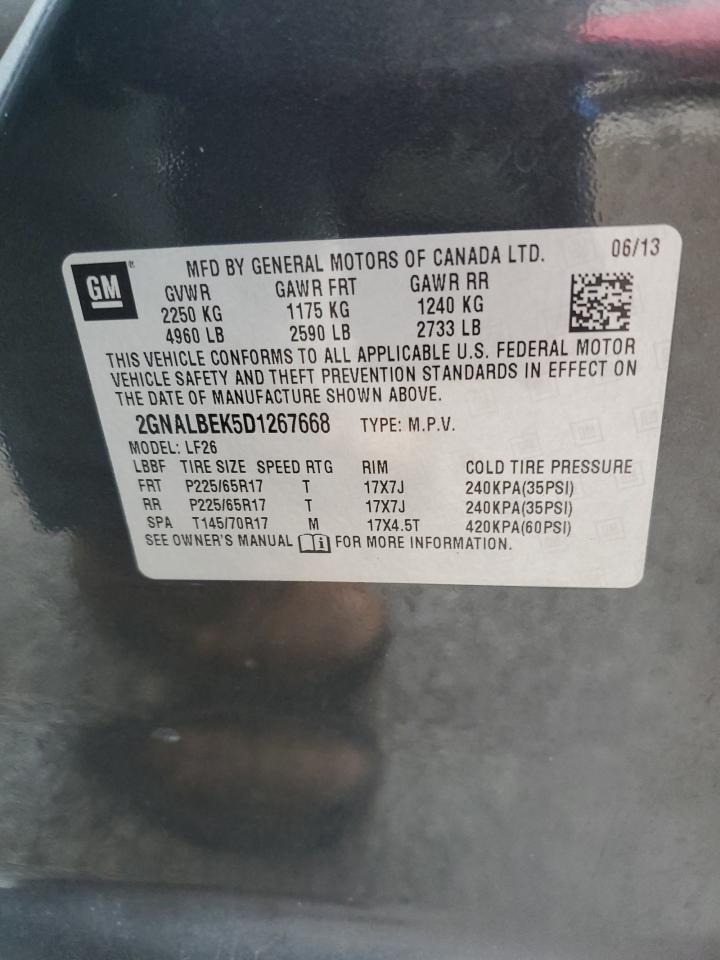 GM ®
MFD BY GENERAL MOTORS OF CANADA LTD. 06/13
GVWR GAWR FRT GAWR RR
2250 KG 1175 KG 1240 KG
4960 LB 2590 LB 2733 LB
THIS VEHICLE CONFORMS TO ALL APPLICABLE U.S. FEDERAL MOTOR
VEHICLE SAFETY AND THEFT PREVENTION STANDARDS IN EFFECT ON
THE DATE OF MANUFACTURE SHOWN ABOVE.
2GNALBEK5D1267668 TYPE: M.P.V.
MODEL: LF26
LBBF TIRE SIZE SPEED RTG RIM COLD TIRE PRESSURE
FRT P225/65R17 T 17X7J 240KPA(35PSI)
RR P225/65R17 T 17X7J 240KPA(35PSI)
SPA T145/70R17 M 17X4.5T 420KPA(60PSI)
SEE OWNER'S MANUAL FOR MORE INFORMATION.